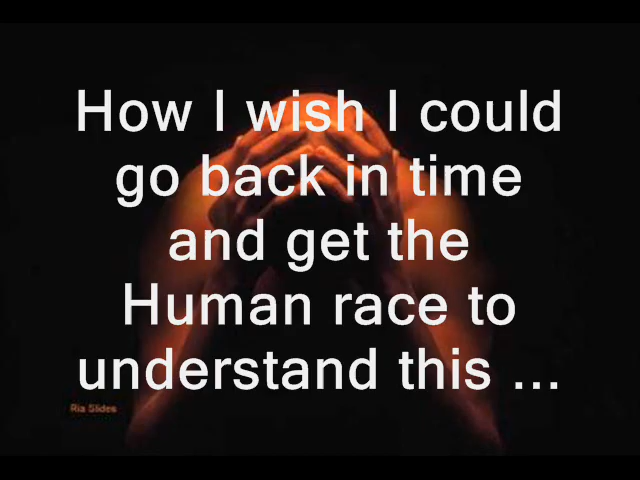 How I wish I could
go back in time
and get the
Human race to
understand this ...
Ria Slides